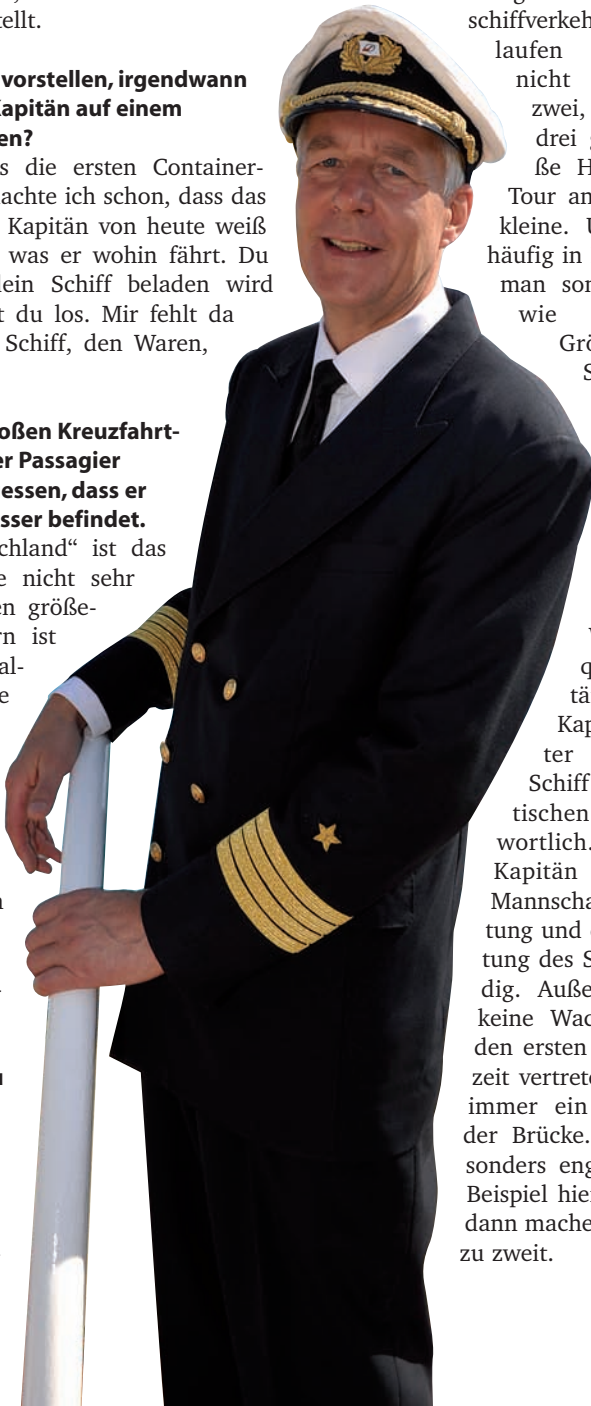 tellt.
vorstellen, irgendwann
Kapitän auf einem
en?
s die ersten Container-
achte ich schon, dass das
Kapitän von heute weiß
was er wohin fährt. Du
lein Schiff beladen wird
t du los. Mir fehlt da
Schiff, den Waren,
oßen Kreuzfahrt-
er Passagier
essen, dass er
sser befindet.
chland“ ist das
e nicht sehr
en größe-
rn ist
al-
e
schiffverkeh
laufen
nicht
zwei,
drei g
ße H
Tour an
kleine. U
häufig in
man son
wie
Grö
S
q
tä
Kap
ter
Schiff
tischen
wortlich.
Kapitän
Mannscha
tung und
tung des S
dig. Auße
keine Wac
den ersten
zeit vertret
immer ein
der Brücke.
sonders eng
Beispiel hier
dann mache
zu zweit.